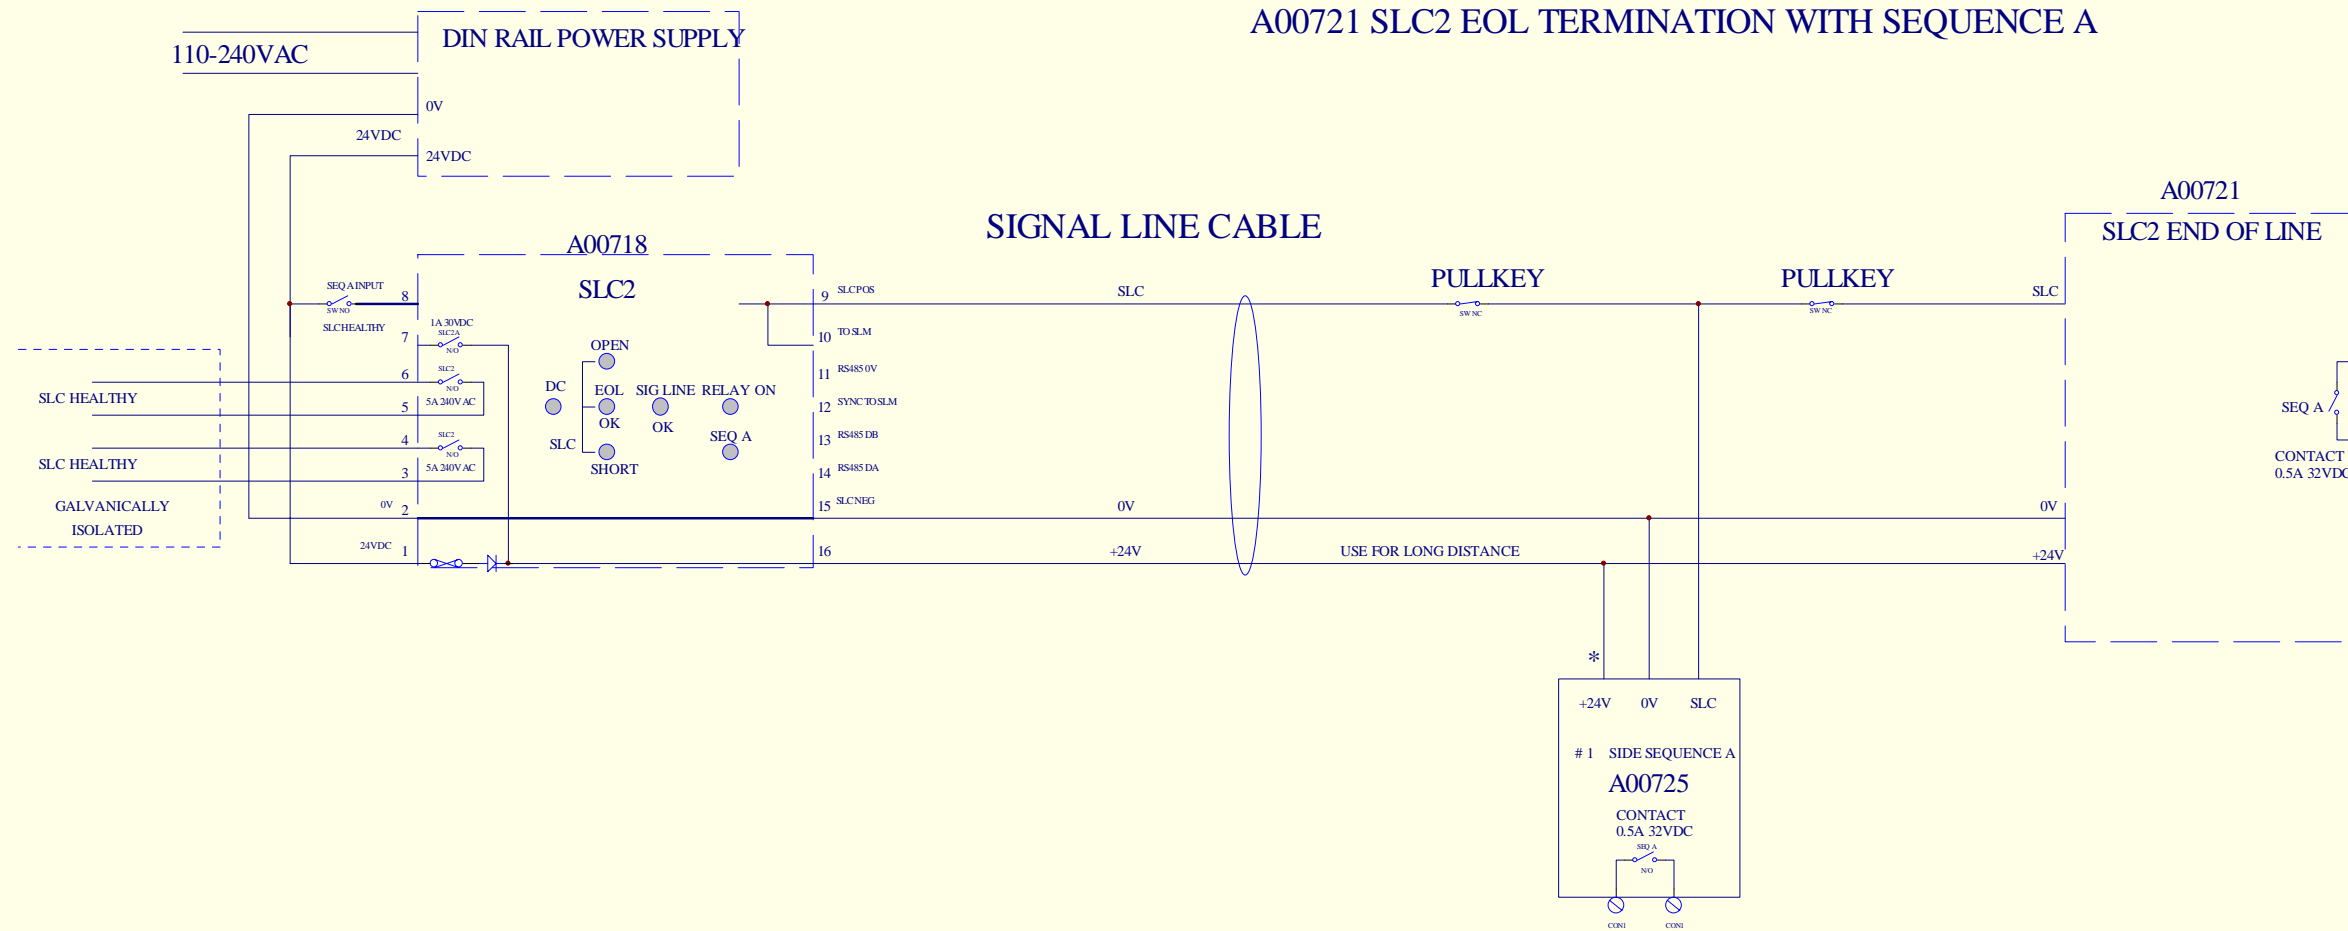 A00721 SLC2 EOL TERMINATION WITH SEQUENCE A
DIN RAIL POWER SUPPLY
110-240VAC
0V
24VDC
24VDC
A00721
SLC2 END OF LINE
SIGNAL LINE CABLE
A00718
SLC2
PULLKEY
PULLKEY
SEQ A INPUT
8
SW NO
SLC HEALTHY
9
SLC POS
SLC
SW NC
SW NC
SLC
1A 30VDC
SLC2A
7
N/O
10
TO SLM
OPEN
6
SLC2
N/O
11
RS485 0V
SLC HEALTHY
5
5A 240V AC
DC
EOL
OK
SIG LINE
OK
RELAY ON
12
SYNC TO SLM
SEQ A
4
SLC2
N/O
SLC
SEQ A
13
RS485 DB
SLC HEALTHY
3
5A 240V AC
SHORT
14
RS485 DA
CONTACT
0.5A 32VDC
GALVANICALLY
ISOLATED
0V
2
15
SLC NEG
0V
0V
24VDC
1
16
+24V
USE FOR LONG DISTANCE
+24V
*
+24V
0V
SLC
# 1 SIDE SEQUENCE A
A00725
CONTACT
0.5A 32VDC
SEQ A
N/O
CON1
CON1